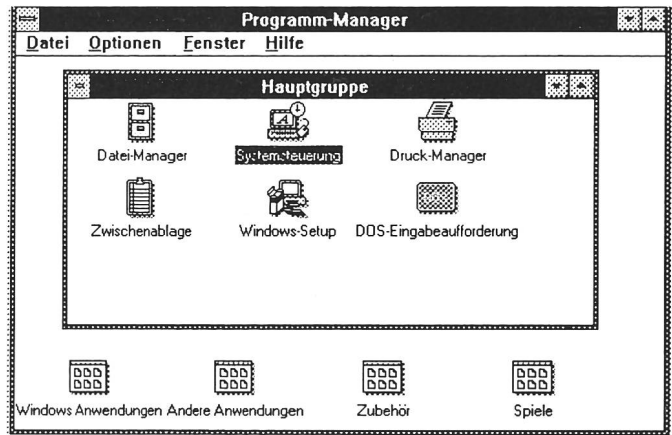 Programm-Manager
Datei Optionen Fenster Hilfe
Hauptgruppe
Datei-Manager Systemsteuerung Druck-Manager
Zwischenablage Windows-Setup DOS-Eingabeaufforderung
Windows Anwendungen Andere Anwendungen Zubehör Spiele